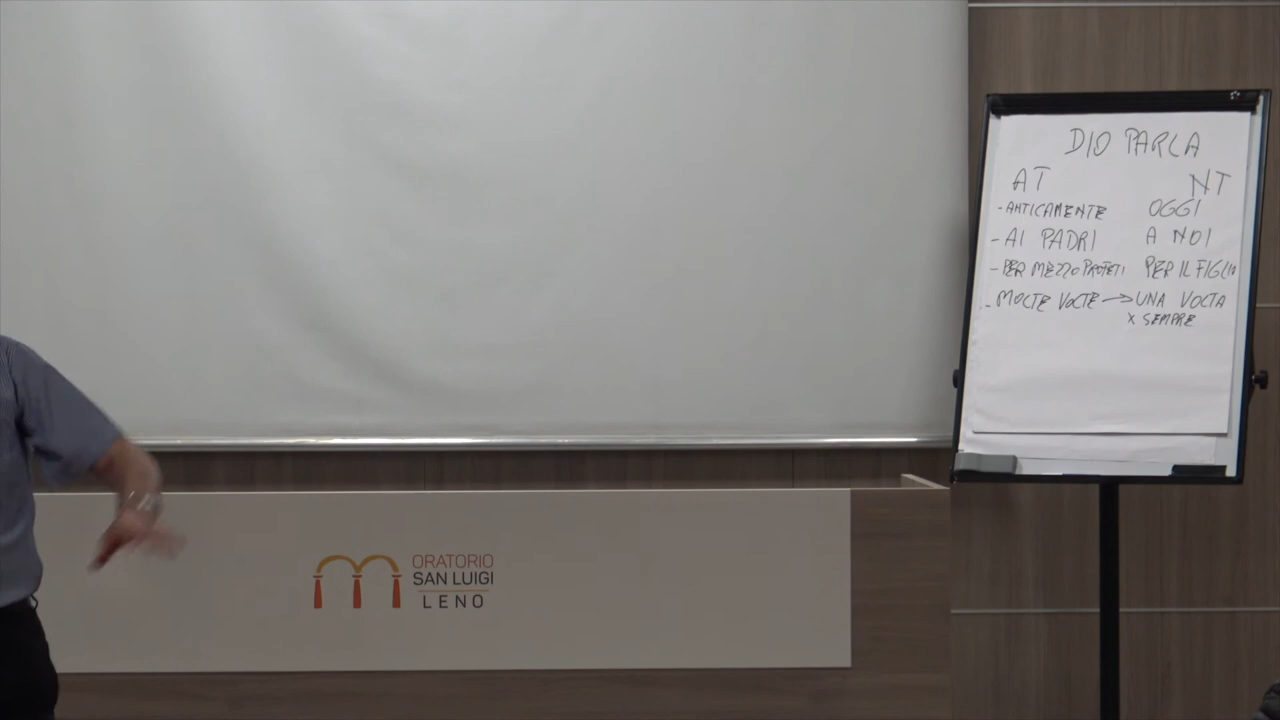 DIO PARLA
AT NT
- ANTICAMENTE OGGI
- AI PADRI A NOI
- PER MEZZO PROFETI PER IL FIGLIO
- MOLTE VOLTE → UNA VOLTA
X SEMPRE
ORATORIO
SAN LUIGI
LENO